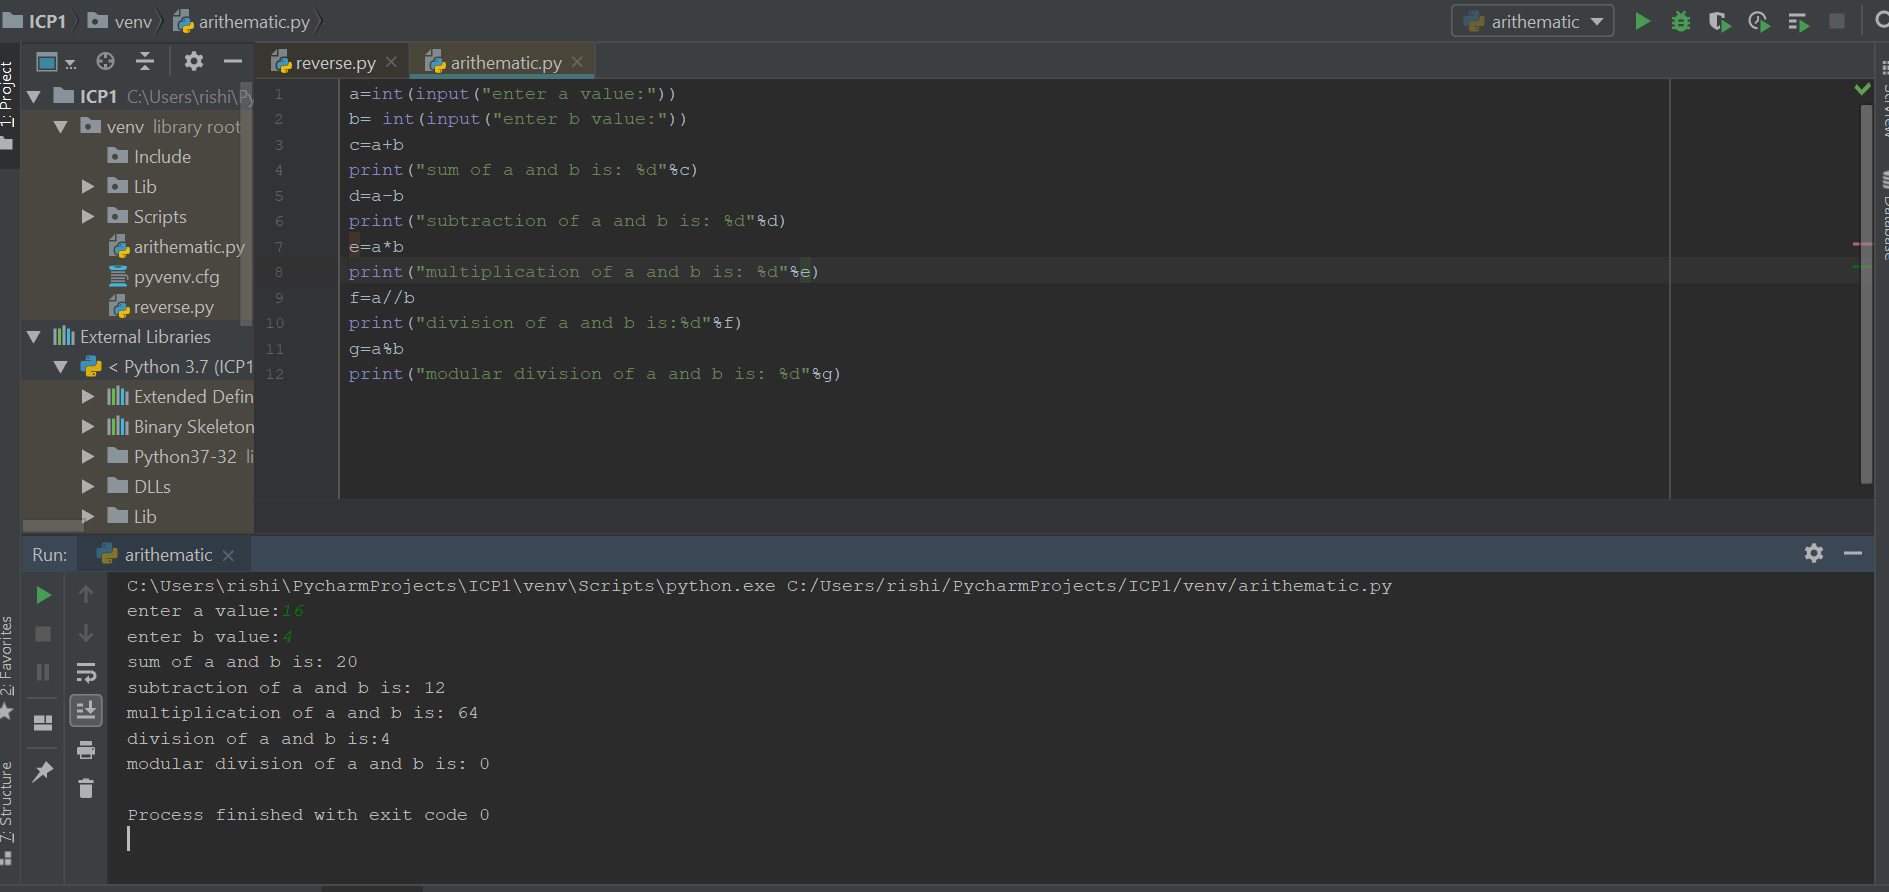 ICP1 venv arithematic.py arithematic
1: Project
reverse.py arithematic.py
ICP1 C:\Users\rishi\Py
venv library root
Include
Lib
Scripts
arithematic.py
pyvenv.cfg
reverse.py
External Libraries
< Python 3.7 (ICP1
Extended Defin
Binary Skeleton
Python37-32 li
DLLs
Lib
1 a=int(input("enter a value:"))
2 b= int(input("enter b value:"))
3 c=a+b
4 print("sum of a and b is: %d"%c)
5 d=a-b
6 print("subtraction of a and b is: %d"%d)
7 e=a*b
8 print("multiplication of a and b is: %d"%e)
9 f=a//b
10 print("division of a and b is:%d"%f)
11 g=a%b
12 print("modular division of a and b is: %d"%g)
Database
Run: arithematic
C:\Users\rishi\PycharmProjects\ICP1\venv\Scripts\python.exe C:/Users/rishi/PycharmProjects/ICP1/venv/arithematic.py
enter a value:16
enter b value:4
sum of a and b is: 20
subtraction of a and b is: 12
multiplication of a and b is: 64
division of a and b is:4
modular division of a and b is: 0
Process finished with exit code 0
2: Favorites
7: Structure